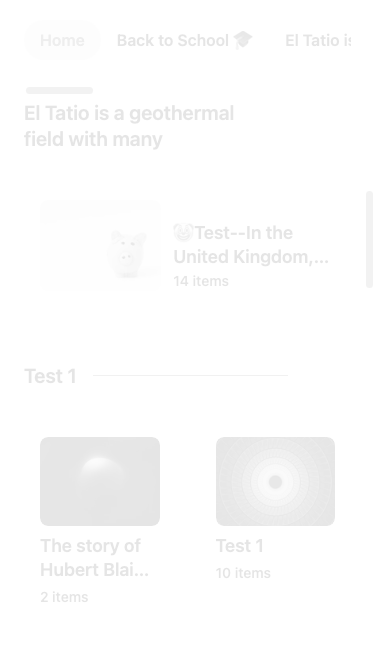 Home
Back to School 🎓
El Tatio is
El Tatio is a geothermal
field with many
🤡Test--In the
United Kingdom,...
14 items
Test 1
The story of
Hubert Blai...
2 items
Test 1
10 items